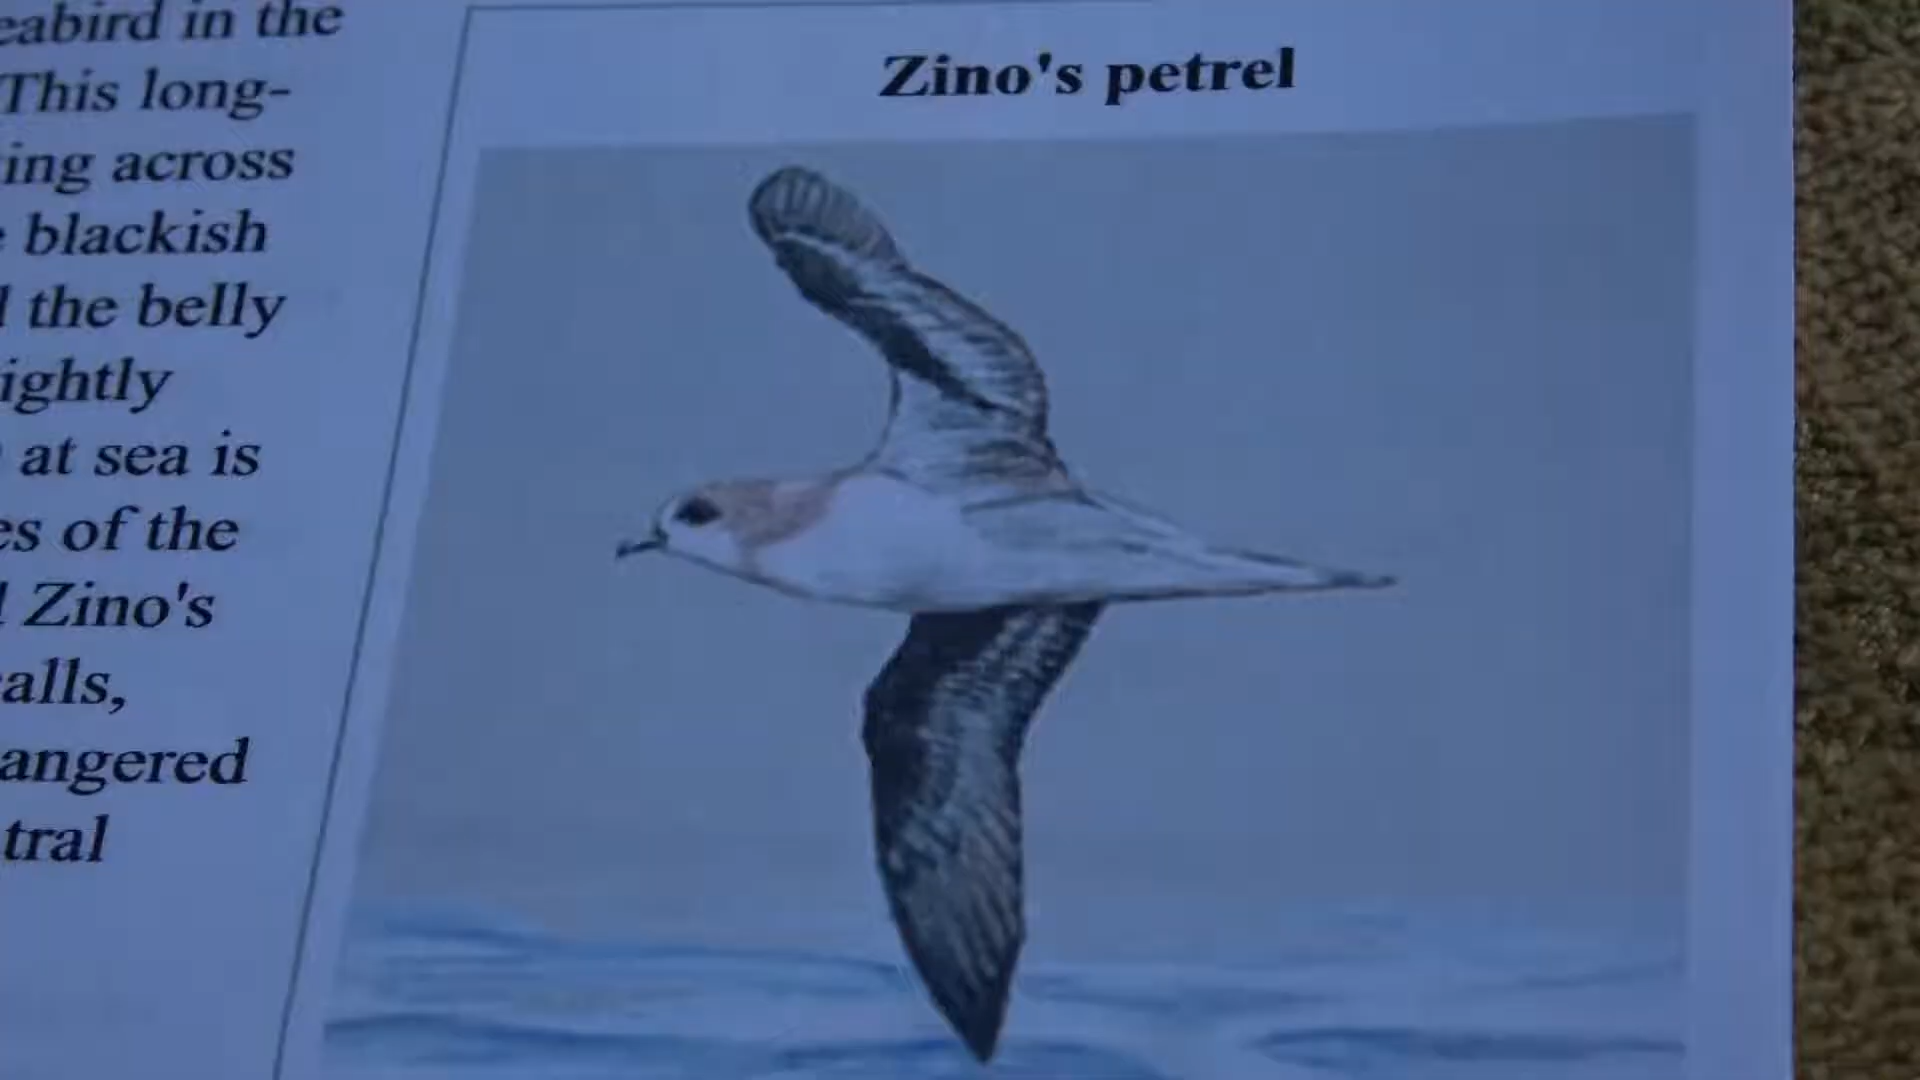 eabird in the
This long-
ing across
blackish
the belly
ightly
at sea is
es of the
Zino's
alls,
angered
tral
Zino's petrel